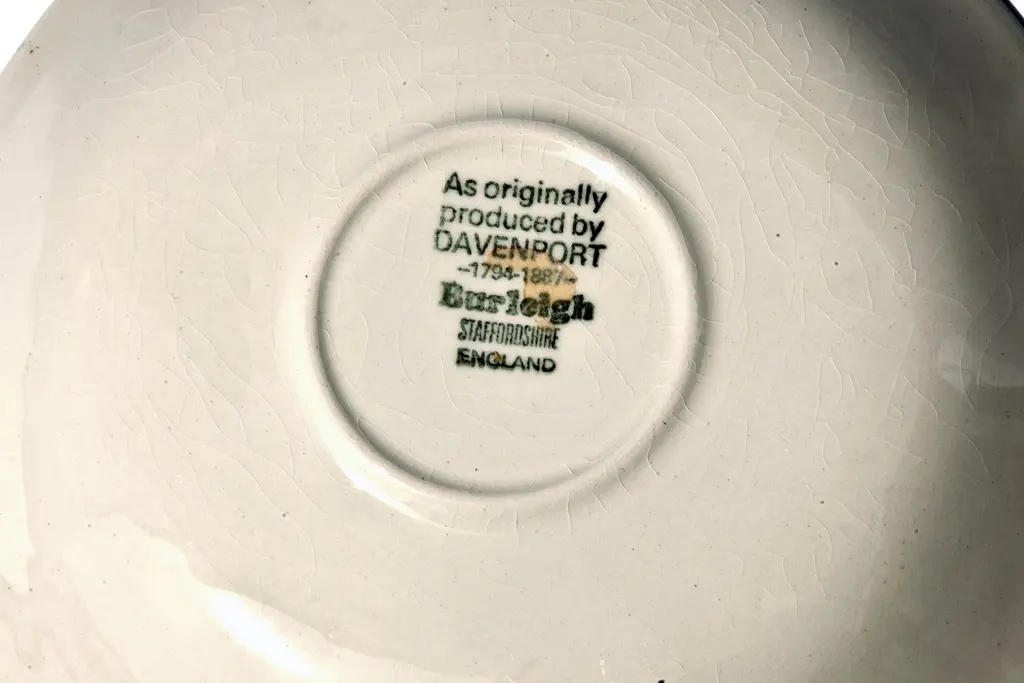 As originally
produced by
DAVENPORT
-1794-1887-
Burleigh
STAFFORDSHIRE
ENGLAND